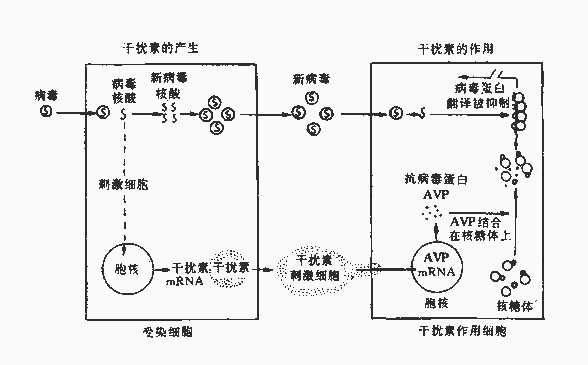 干扰素的产生
干扰素的作用
病毒
病毒
核酸
新病毒
核酸
新病毒
病毒蛋白
翻译被抑制
刺激细胞
抗病毒蛋白
AVP
AVP结合
在核糖体上
胞核
干扰素
mRNA
干扰素
干扰素
刺激细胞
AVP
mRNA
胞核
核糖体
受染细胞
干扰素作用细胞